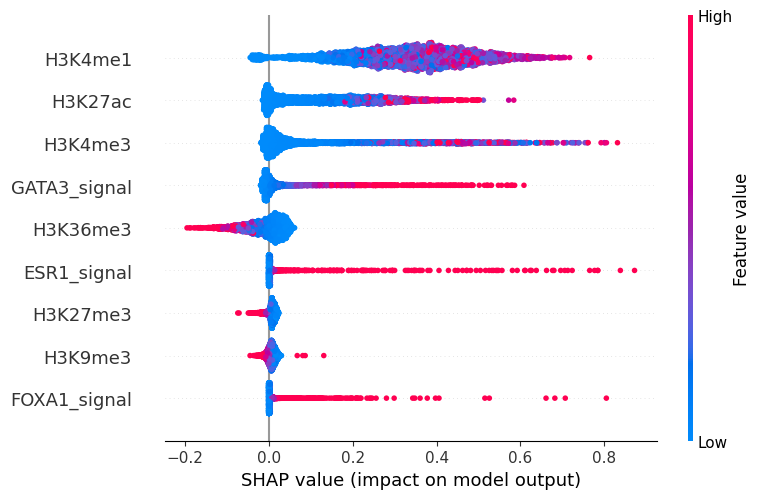 High
H3K4me1
H3K27ac
H3K4me3
GATA3_signal
H3K36me3
ESR1_signal
H3K27me3
H3K9me3
FOXA1_signal
Feature value
Low
−0.2 0.0 0.2 0.4 0.6 0.8
SHAP value (impact on model output)